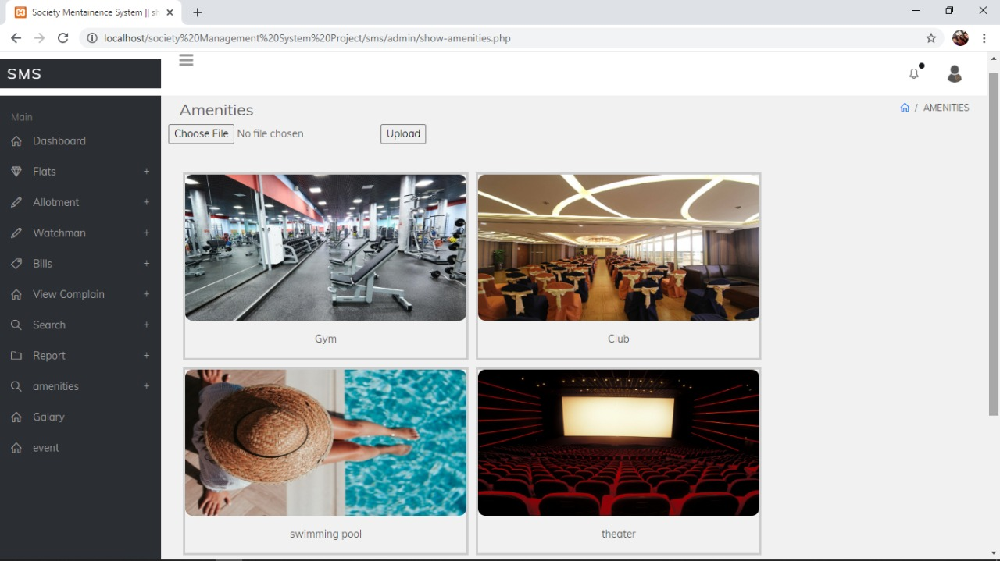 Society Mentainence System || sh
localhost/society%20Management%20System%20Project/sms/admin/show-amenities.php
SMS
Main
Dashboard
Flats +
Allotment +
Watchman +
Bills +
View Complain +
Search +
Report +
amenities +
Galary
event
Amenities
/ AMENITIES
Choose File No file chosen Upload
Gym
Club
swimming pool
theater